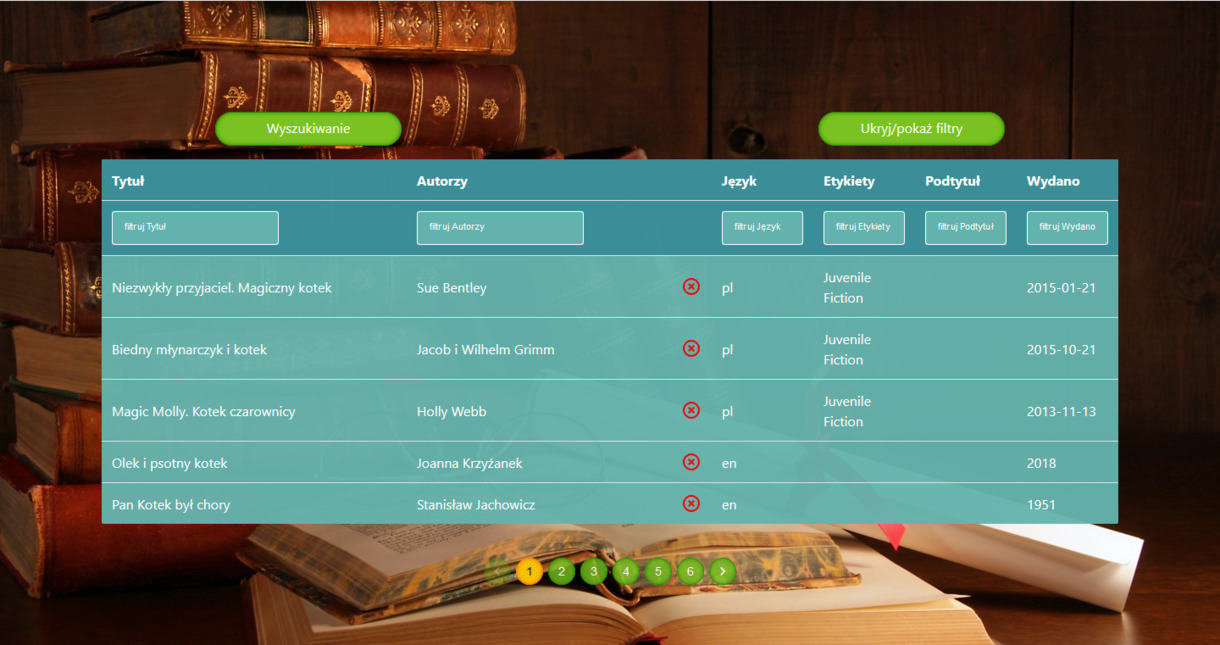 Wyszukiwanie
Ukryj/pokaż filtry
Tytuł Autorzy Język Etykiety Podtytuł Wydano
filtruj Tytuł filtruj Autorzy filtruj Język filtruj Etykiety filtruj Podtytuł filtruj Wydano
Niezwykły przyjaciel. Magiczny kotek Sue Bentley pl Juvenile Fiction 2015-01-21
Biedny młynarczyk i kotek Jacob i Wilhelm Grimm pl Juvenile Fiction 2015-10-21
Magic Molly. Kotek czarownicy Holly Webb pl Juvenile Fiction 2013-11-13
Olek i psotny kotek Joanna Krzyżanek en 2018
Pan Kotek był chory Stanisław Jachowicz en 1951
1 2 3 4 5 6